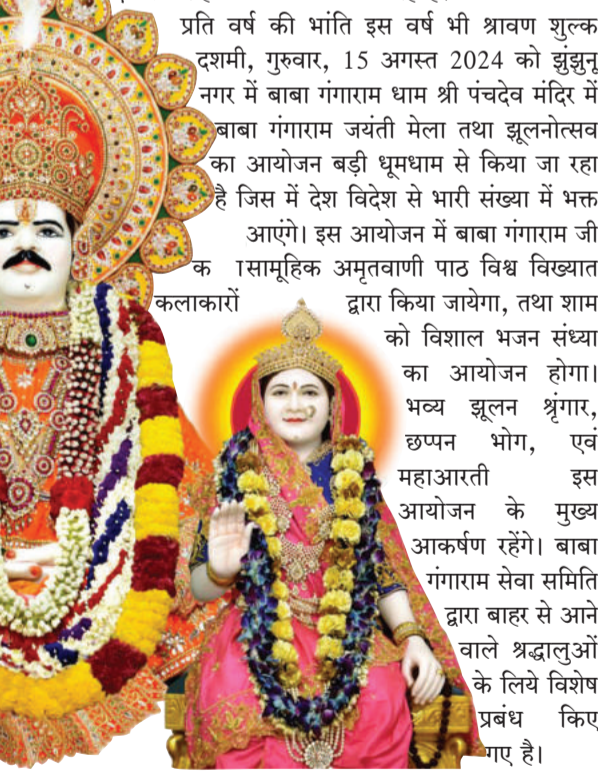 प्रति वर्ष की भांति इस वर्ष भी श्रावण शुल्क
दशमी, गुरुवार, 15 अगस्त 2024 को झुंझुनू
नगर में बाबा गंगाराम धाम श्री पंचदेव मंदिर में
बाबा गंगाराम जयंती मेला तथा झूलनोत्सव
का आयोजन बड़ी धूमधाम से किया जा रहा
है जिस में देश विदेश से भारी संख्या में भक्त
आएंगे। इस आयोजन में बाबा गंगाराम जी
क ासामूहिक अमृतवाणी पाठ विश्व विख्यात
कलाकारों द्वारा किया जायेगा, तथा शाम
को विशाल भजन संध्या
का आयोजन होगा।
भव्य झूलन श्रृंगार,
छप्पन भोग, एवं
महाआरती इस
आयोजन के मुख्य
आकर्षण रहेंगे। बाबा
गंगाराम सेवा समिति
द्वारा बाहर से आने
वाले श्रद्धालुओं
के लिये विशेष
प्रबंध किए
गए है।